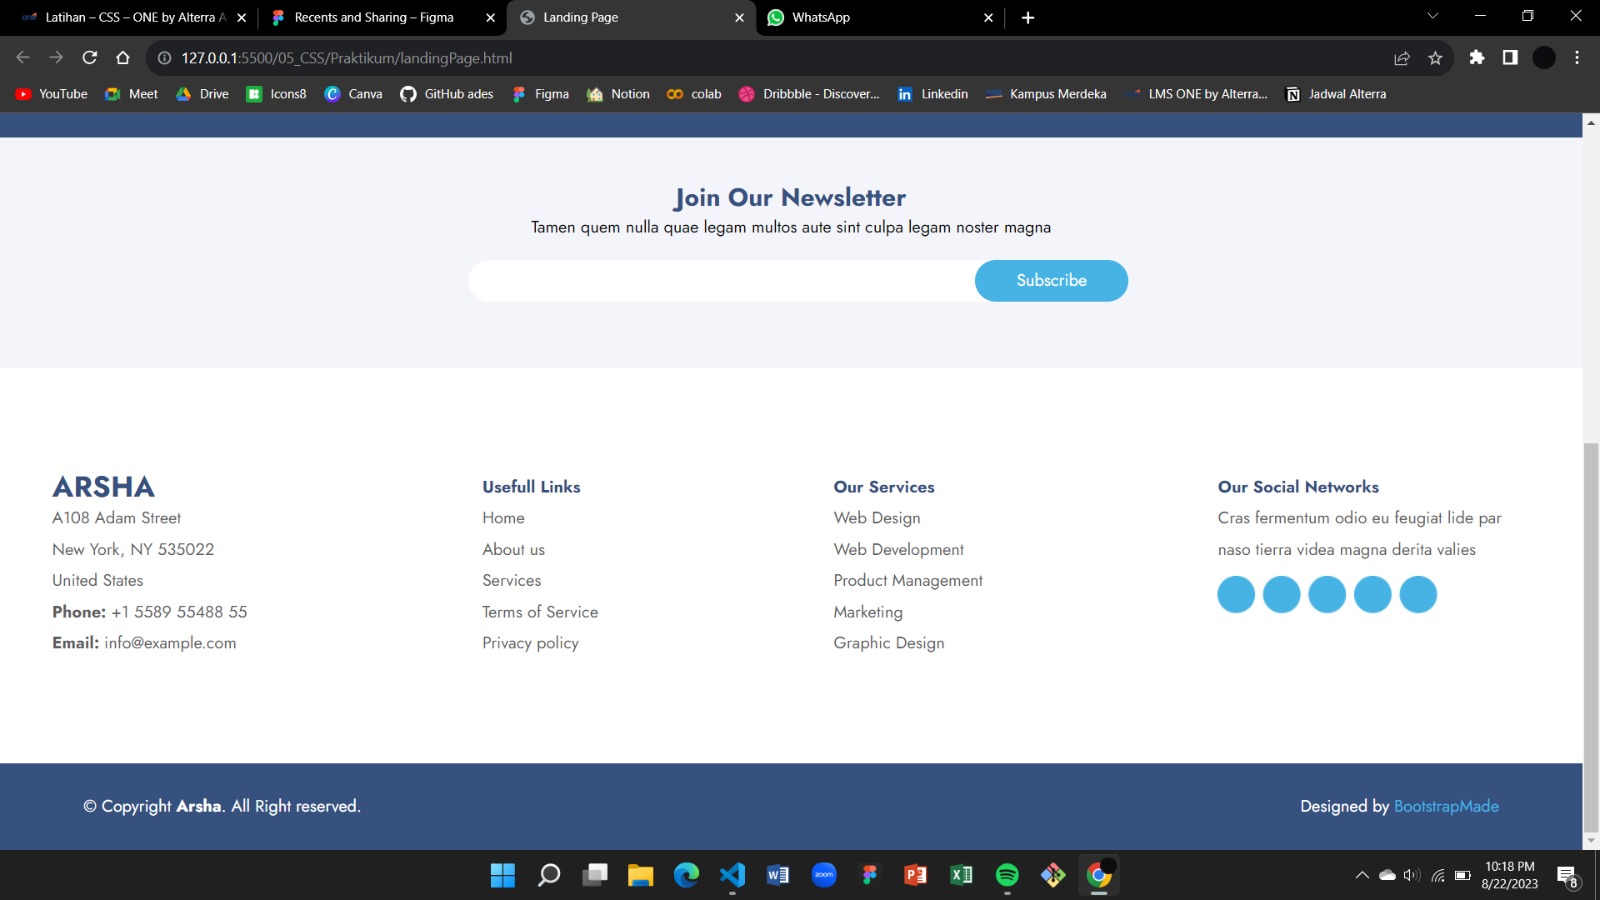 Latihan – CSS – ONE by Alterra A
Recents and Sharing – Figma
Landing Page
WhatsApp
127.0.0.1:5500/05_CSS/Praktikum/landingPage.html
YouTube
Meet
Drive
Icons8
Canva
GitHub ades
Figma
Notion
colab
Dribbble - Discover...
Linkedin
Kampus Merdeka
LMS ONE by Alterra...
Jadwal Alterra
Join Our Newsletter
Tamen quem nulla quae legam multos aute sint culpa legam noster magna
Subscribe
ARSHA
A108 Adam Street
New York, NY 535022
United States
Phone: +1 5589 55488 55
Email: info@example.com
Usefull Links
Home
About us
Services
Terms of Service
Privacy policy
Our Services
Web Design
Web Development
Product Management
Marketing
Graphic Design
Our Social Networks
Cras fermentum odio eu feugiat lide par
naso tierra videa magna derita valies
© Copyright Arsha. All Right reserved.
Designed by BootstrapMade
zoom
10:18 PM
8/22/2023
8